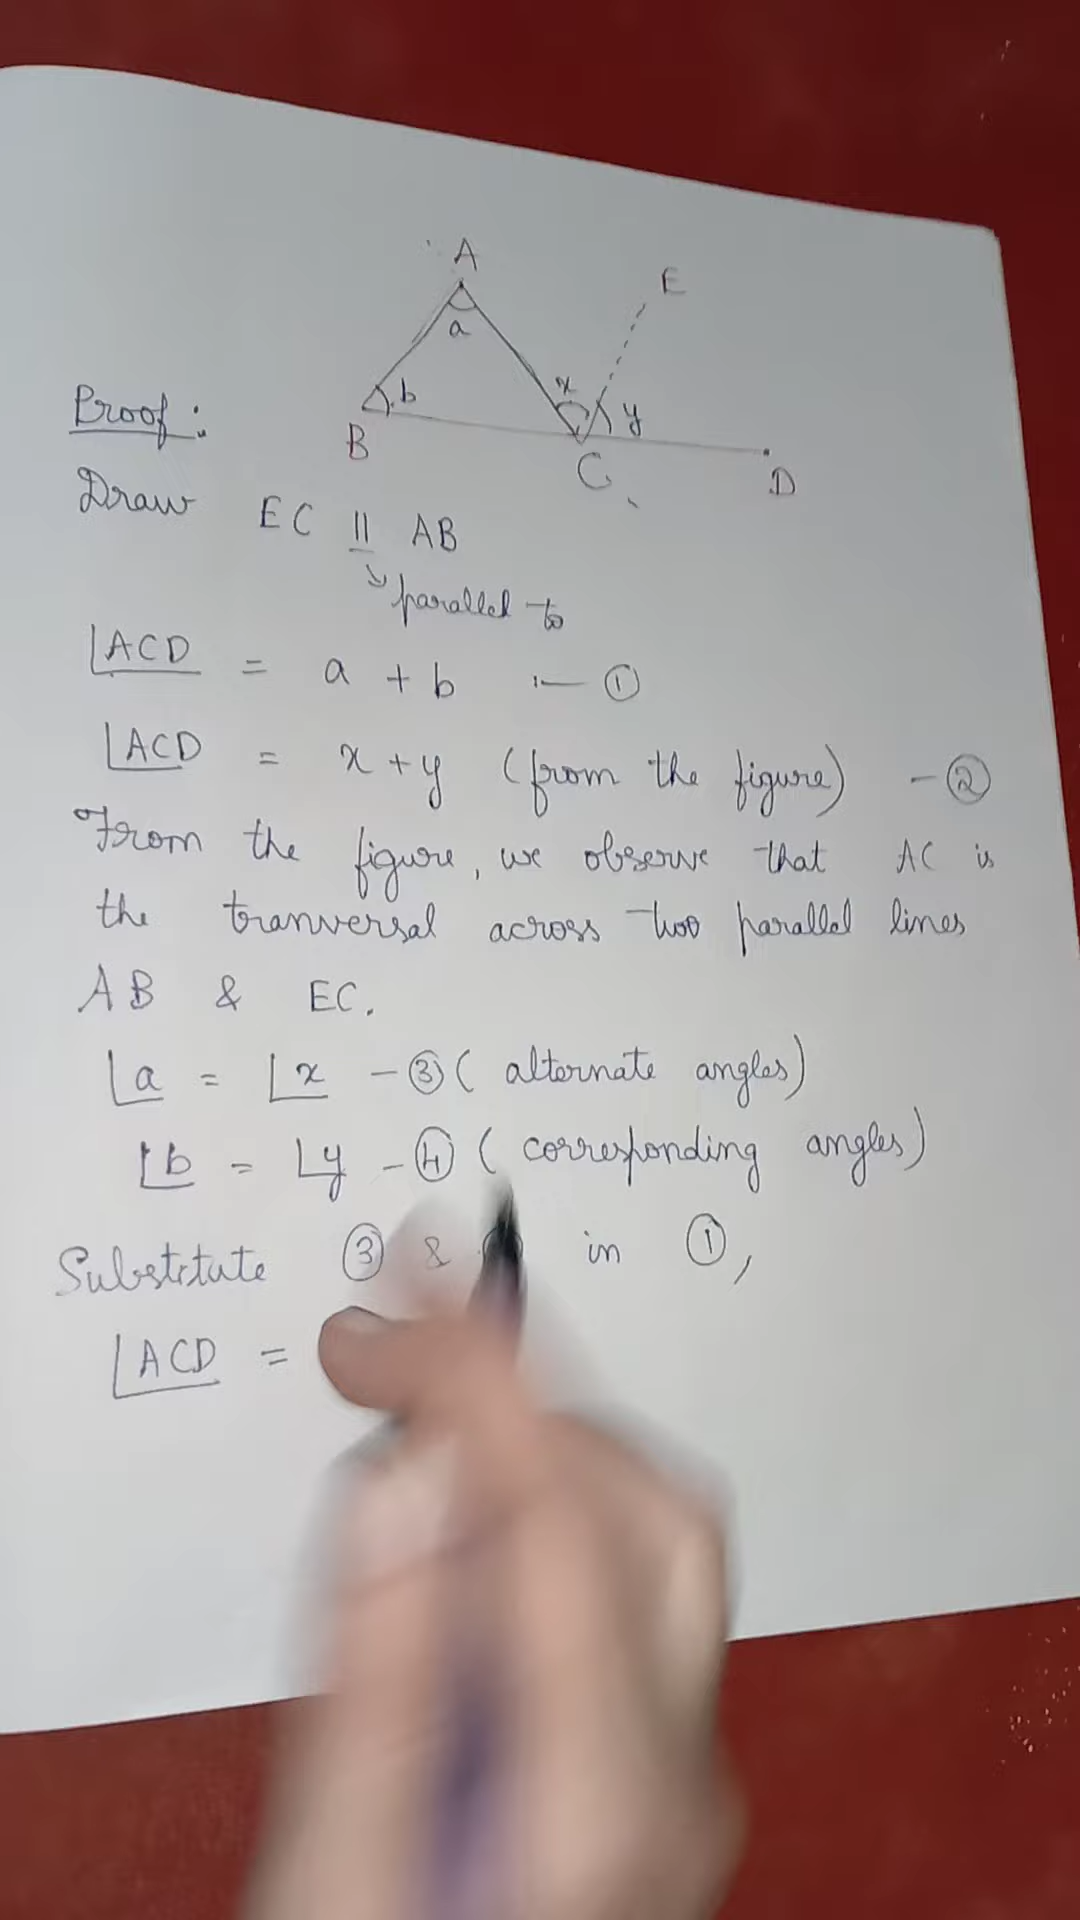 A
E
a
x
b
y
Proof:
B
C
D
Draw EC || AB
parallel to
∠ACD = a + b — ①
∠ACD = x + y (from the figure) - ②
From the figure, we observe that AC is
the tranversal across two parallel lines
AB & EC.
∠a = ∠x - ③ (alternate angles)
∠b = ∠y - ④ (corresponding angles)
Substitute ③ & in ①,
∠ACD =